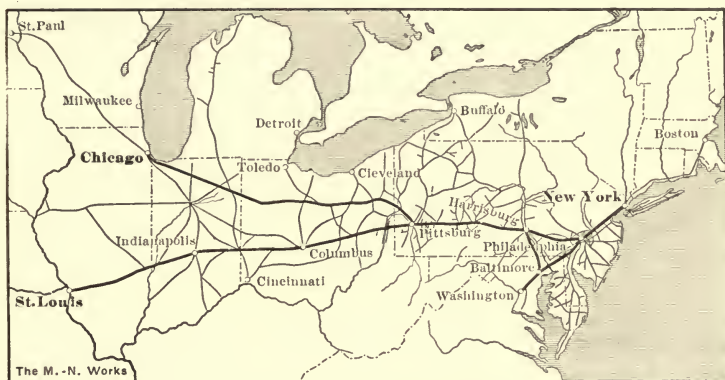 St. Paul
Milwaukee
Buffalo
Detroit
Boston
Chicago
Toledo
Cleveland
New York
Harrisburg
Indianapolis
Pittsburg
Philadelphia
Columbus
Baltimore
Cincinnati
Washington
St. Louis
The M.-N. Works